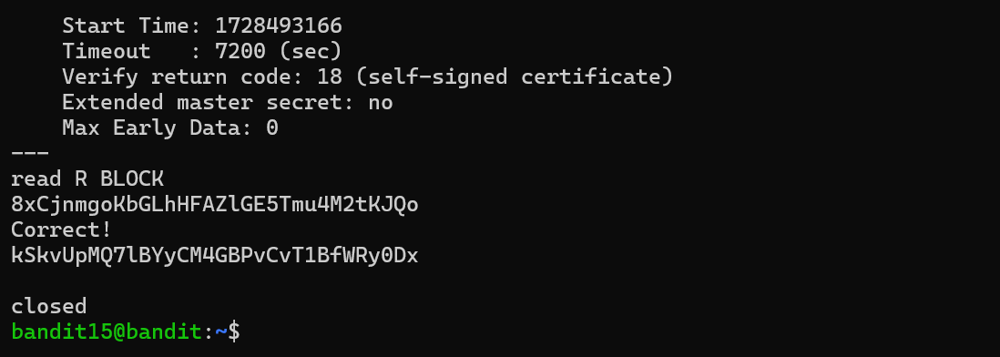 Start Time: 1728493166
Timeout   : 7200 (sec)
Verify return code: 18 (self-signed certificate)
Extended master secret: no
Max Early Data: 0
---
read R BLOCK
8xCjnmgoKbGLhHFAZlGE5Tmu4M2tKJQo
Correct!
kSkvUpMQ7lBYyCM4GBPvCvT1BfWRy0Dx
closed
bandit15@bandit:~$